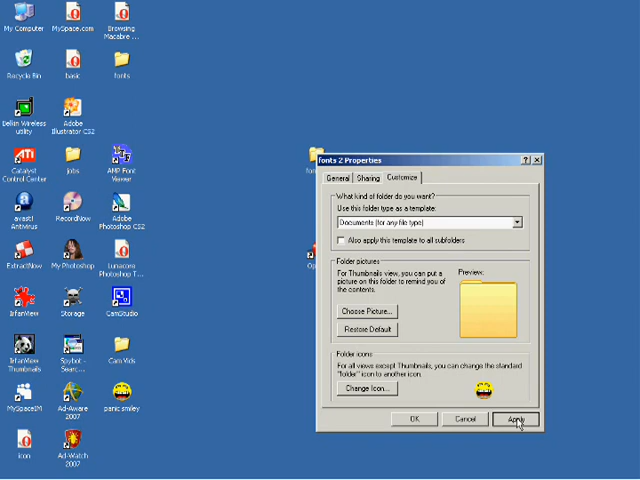 My Computer
MySpace.com
Browsing
Macabre ...
Recycle Bin
basic
fonts
Belkin Wireless
utility
Adobe
Illustrator CS2
Catalyst
Control Center
jobs
AMP Font
Viewer
avast!
Antivirus
RecordNow
Adobe
Photoshop CS2
ExtractNow
My Photoshop
Lunacore
Photoshop T...
IrfanView
Storage
CamStudio
IrfanView
Thumbnails
Spybot -
Searc...
Cam Vids
MySpaceIM
Ad-Aware
2007
panic smiley
icon
Ad-Watch
2007
fonts 2 Properties
General
Sharing
Customize
What kind of folder do you want?
Use this folder type as a template:
Documents (for any file type)
Also apply this template to all subfolders
Folder pictures
For Thumbnails view, you can put a
picture on this folder to remind you of
the contents.
Preview:
Choose Picture...
Restore Default
Folder icons
For all views except Thumbnails, you can change the standard
"folder" icon to another icon.
Change Icon...
OK
Cancel
Apply